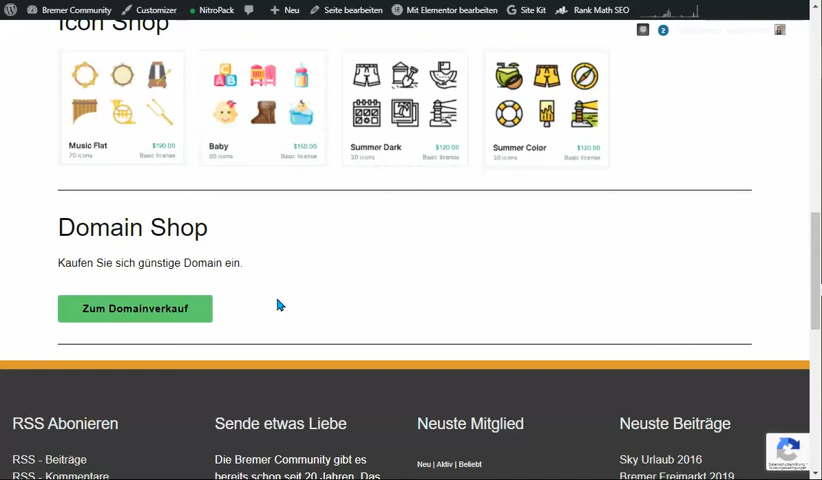 Bremer Community Customizer NitroPack Neu Seite bearbeiten Mit Elementor bearbeiten Site Kit Rank Math SEO
Icon Shop
2
Music Flat $190.00
70 icons Basic license
Baby $150.00
Basic license
Summer Dark $120.00
30 icons Basic license
Summer Color $120.00
30 icons Basic license
Domain Shop
Kaufen Sie sich günstige Domain ein.
Zum Domainverkauf
RSS Abonieren
RSS - Beiträge
RSS - Kommentare
Sende etwas Liebe
Die Bremer Community gibt es
bereits schon seit 20 Jahren. Das
Neuste Mitglied
Neu | Aktiv | Beliebt
Neuste Beiträge
Sky Urlaub 2016
Bremer Freimarkt 2019